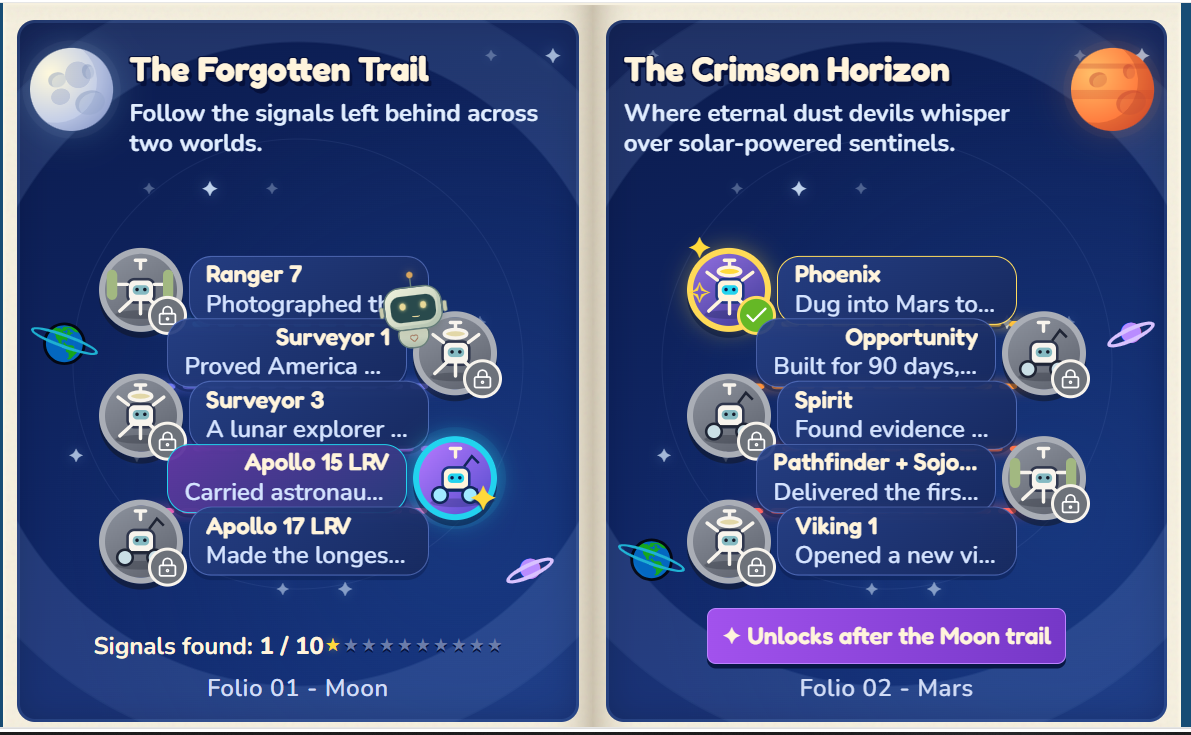 The Forgotten Trail
Follow the signals left behind across
two worlds.
Ranger 7
Photographed th
Surveyor 1
Proved America ...
Surveyor 3
A lunar explorer ...
Apollo 15 LRV
Carried astronau...
Apollo 17 LRV
Made the longes...
Signals found: 1 / 10
Folio 01 - Moon
The Crimson Horizon
Where eternal dust devils whisper
over solar-powered sentinels.
Phoenix
Dug into Mars to...
Opportunity
Built for 90 days,...
Spirit
Found evidence ...
Pathfinder + Sojo...
Delivered the firs...
Viking 1
Opened a new vi...
Unlocks after the Moon trail
Folio 02 - Mars